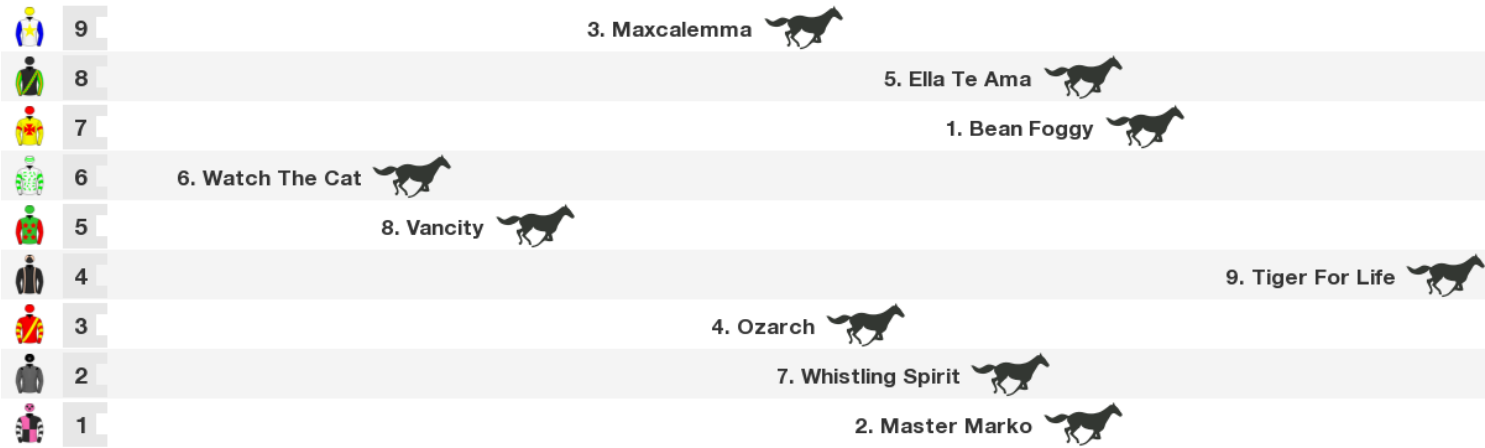 9 3. Maxcalemma
8 5. Ella Te Ama
7 1. Bean Foggy
6 6. Watch The Cat
5 8. Vancity
4 9. Tiger For Life
3 4. Ozarch
2 7. Whistling Spirit
1 2. Master Marko